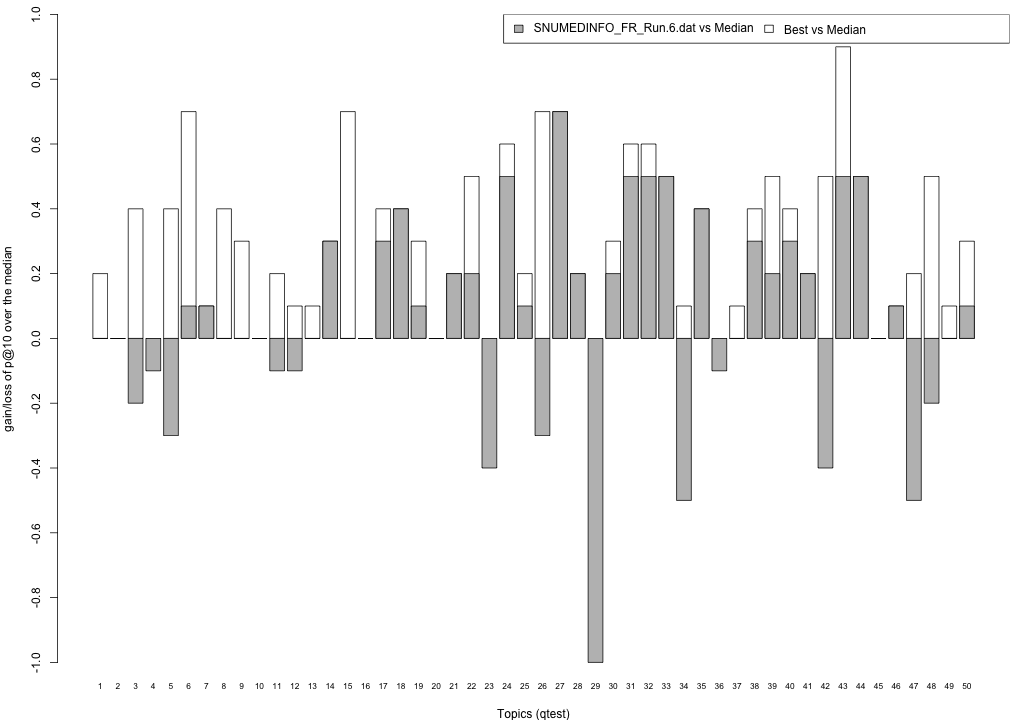 SNUMEDINFO_FR_Run.6.dat vs Median Best vs Median
gain/loss of p@10 over the median
1.0
0.8
0.6
0.4
0.2
0.0
-0.2
-0.4
-0.6
-0.8
-1.0
1 2 3 4 5 6 7 8 9 10 11 12 13 14 15 16 17 18 19 20 21 22 23 24 25 26 27 28 29 30 31 32 33 34 35 36 37 38 39 40 41 42 43 44 45 46 47 48 49 50
Topics (qtest)